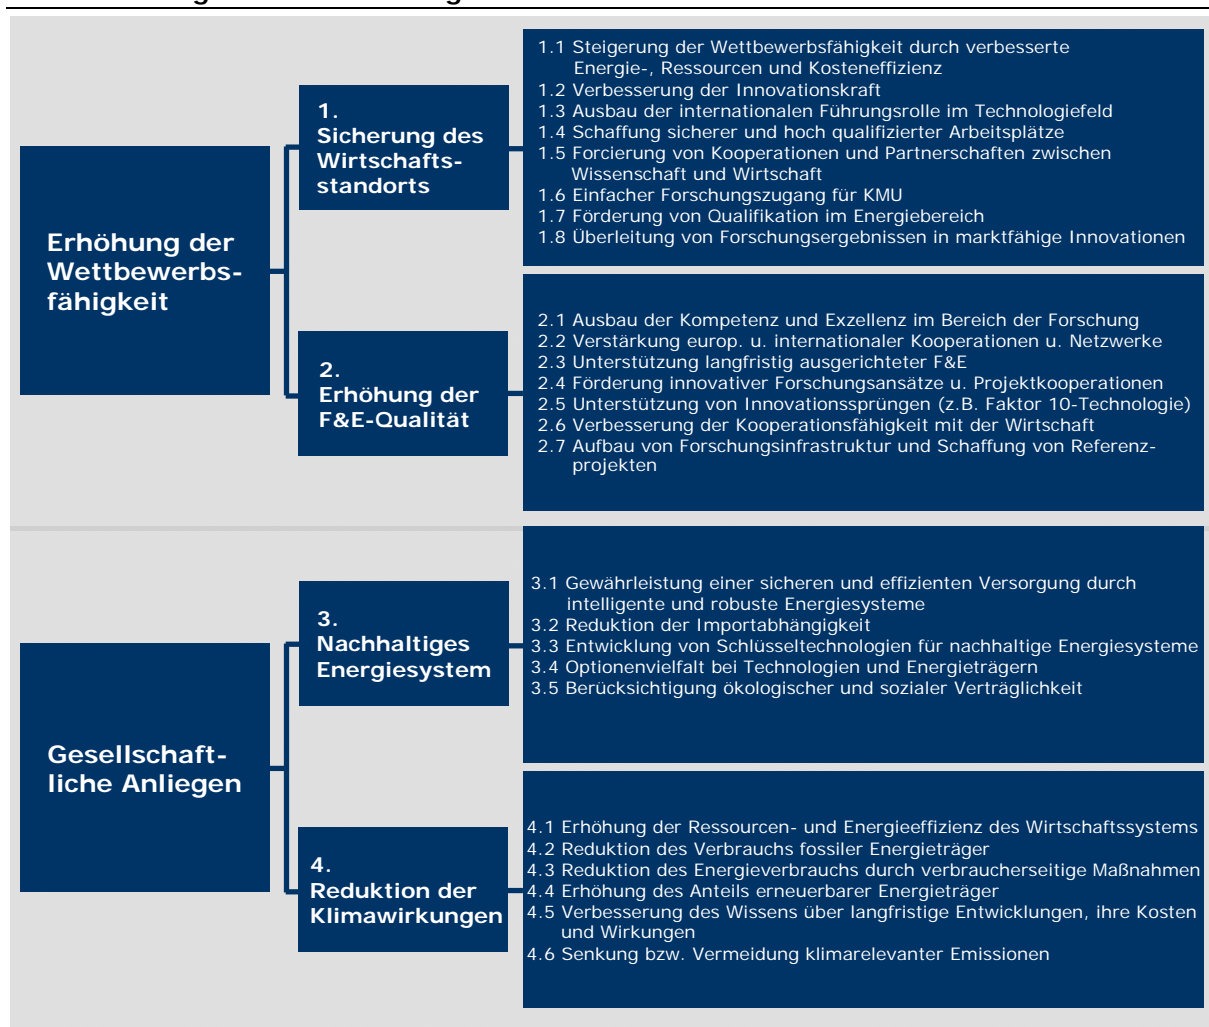 Erhöhung der
Wettbewerbs-
fähigkeit
1.
Sicherung des
Wirtschafts-
standorts
1.1 Steigerung der Wettbewerbsfähigkeit durch verbesserte
Energie-, Ressourcen und Kosteneffizienz
1.2 Verbesserung der Innovationskraft
1.3 Ausbau der internationalen Führungsrolle im Technologiefeld
1.4 Schaffung sicherer und hoch qualifizierter Arbeitsplätze
1.5 Forcierung von Kooperationen und Partnerschaften zwischen
Wissenschaft und Wirtschaft
1.6 Einfacher Forschungszugang für KMU
1.7 Förderung von Qualifikation im Energiebereich
1.8 Überleitung von Forschungsergebnissen in marktfähige Innovationen
2.
Erhöhung der
F&E-Qualität
2.1 Ausbau der Kompetenz und Exzellenz im Bereich der Forschung
2.2 Verstärkung europ. u. internationaler Kooperationen u. Netzwerke
2.3 Unterstützung langfristig ausgerichteter F&E
2.4 Förderung innovativer Forschungsansätze u. Projektkooperationen
2.5 Unterstützung von Innovationssprüngen (z.B. Faktor 10-Technologie)
2.6 Verbesserung der Kooperationsfähigkeit mit der Wirtschaft
2.7 Aufbau von Forschungsinfrastruktur und Schaffung von Referenz-
projekten
Gesellschaft-
liche Anliegen
3.
Nachhaltiges
Energiesystem
3.1 Gewährleistung einer sicheren und effizienten Versorgung durch
intelligente und robuste Energiesysteme
3.2 Reduktion der Importabhängigkeit
3.3 Entwicklung von Schlüsseltechnologien für nachhaltige Energiesysteme
3.4 Optionenvielfalt bei Technologien und Energieträgern
3.5 Berücksichtigung ökologischer und sozialer Verträglichkeit
4.
Reduktion der
Klimawirkungen
4.1 Erhöhung der Ressourcen- und Energieeffizienz des Wirtschaftssystems
4.2 Reduktion des Verbrauchs fossiler Energieträger
4.3 Reduktion des Energieverbrauchs durch verbraucherseitige Maßnahmen
4.4 Erhöhung des Anteils erneuerbarer Energieträger
4.5 Verbesserung des Wissens über langfristige Entwicklungen, ihre Kosten
und Wirkungen
4.6 Senkung bzw. Vermeidung klimarelevanter Emissionen